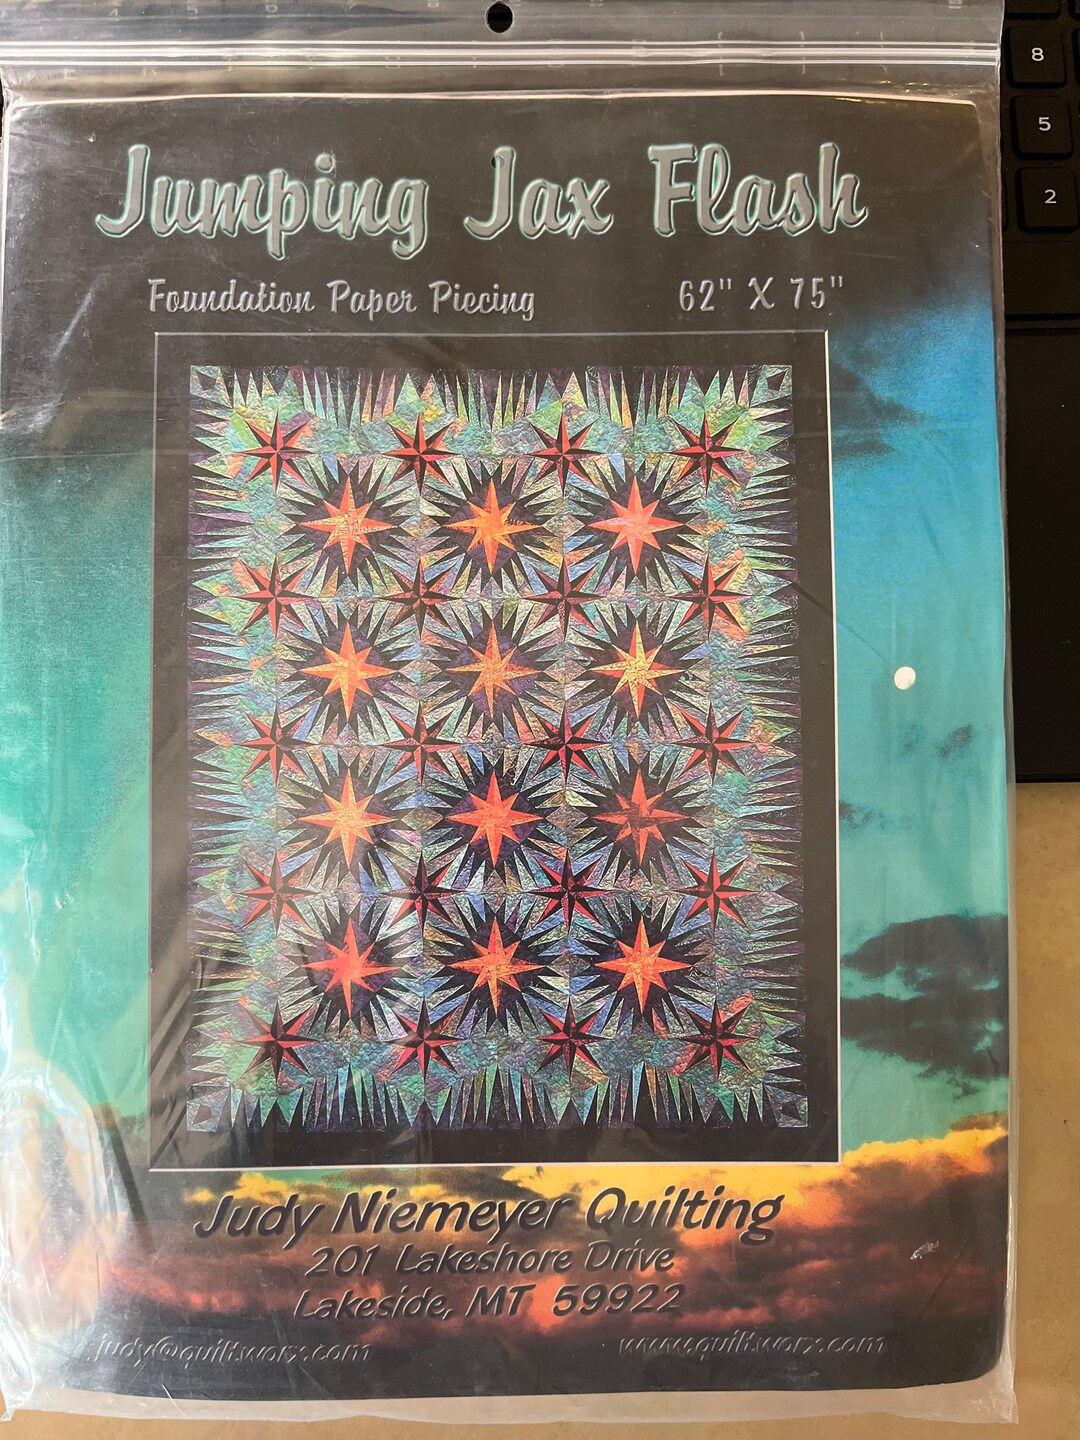 Jumping Jax Flash
Foundation Paper Piecing 62" X 75"
Judy Niemeyer Quilting
201 Lakeshore Drive
Lakeside, MT 59922
judy@quiltworx.com www.quiltworx.com
8
5
2